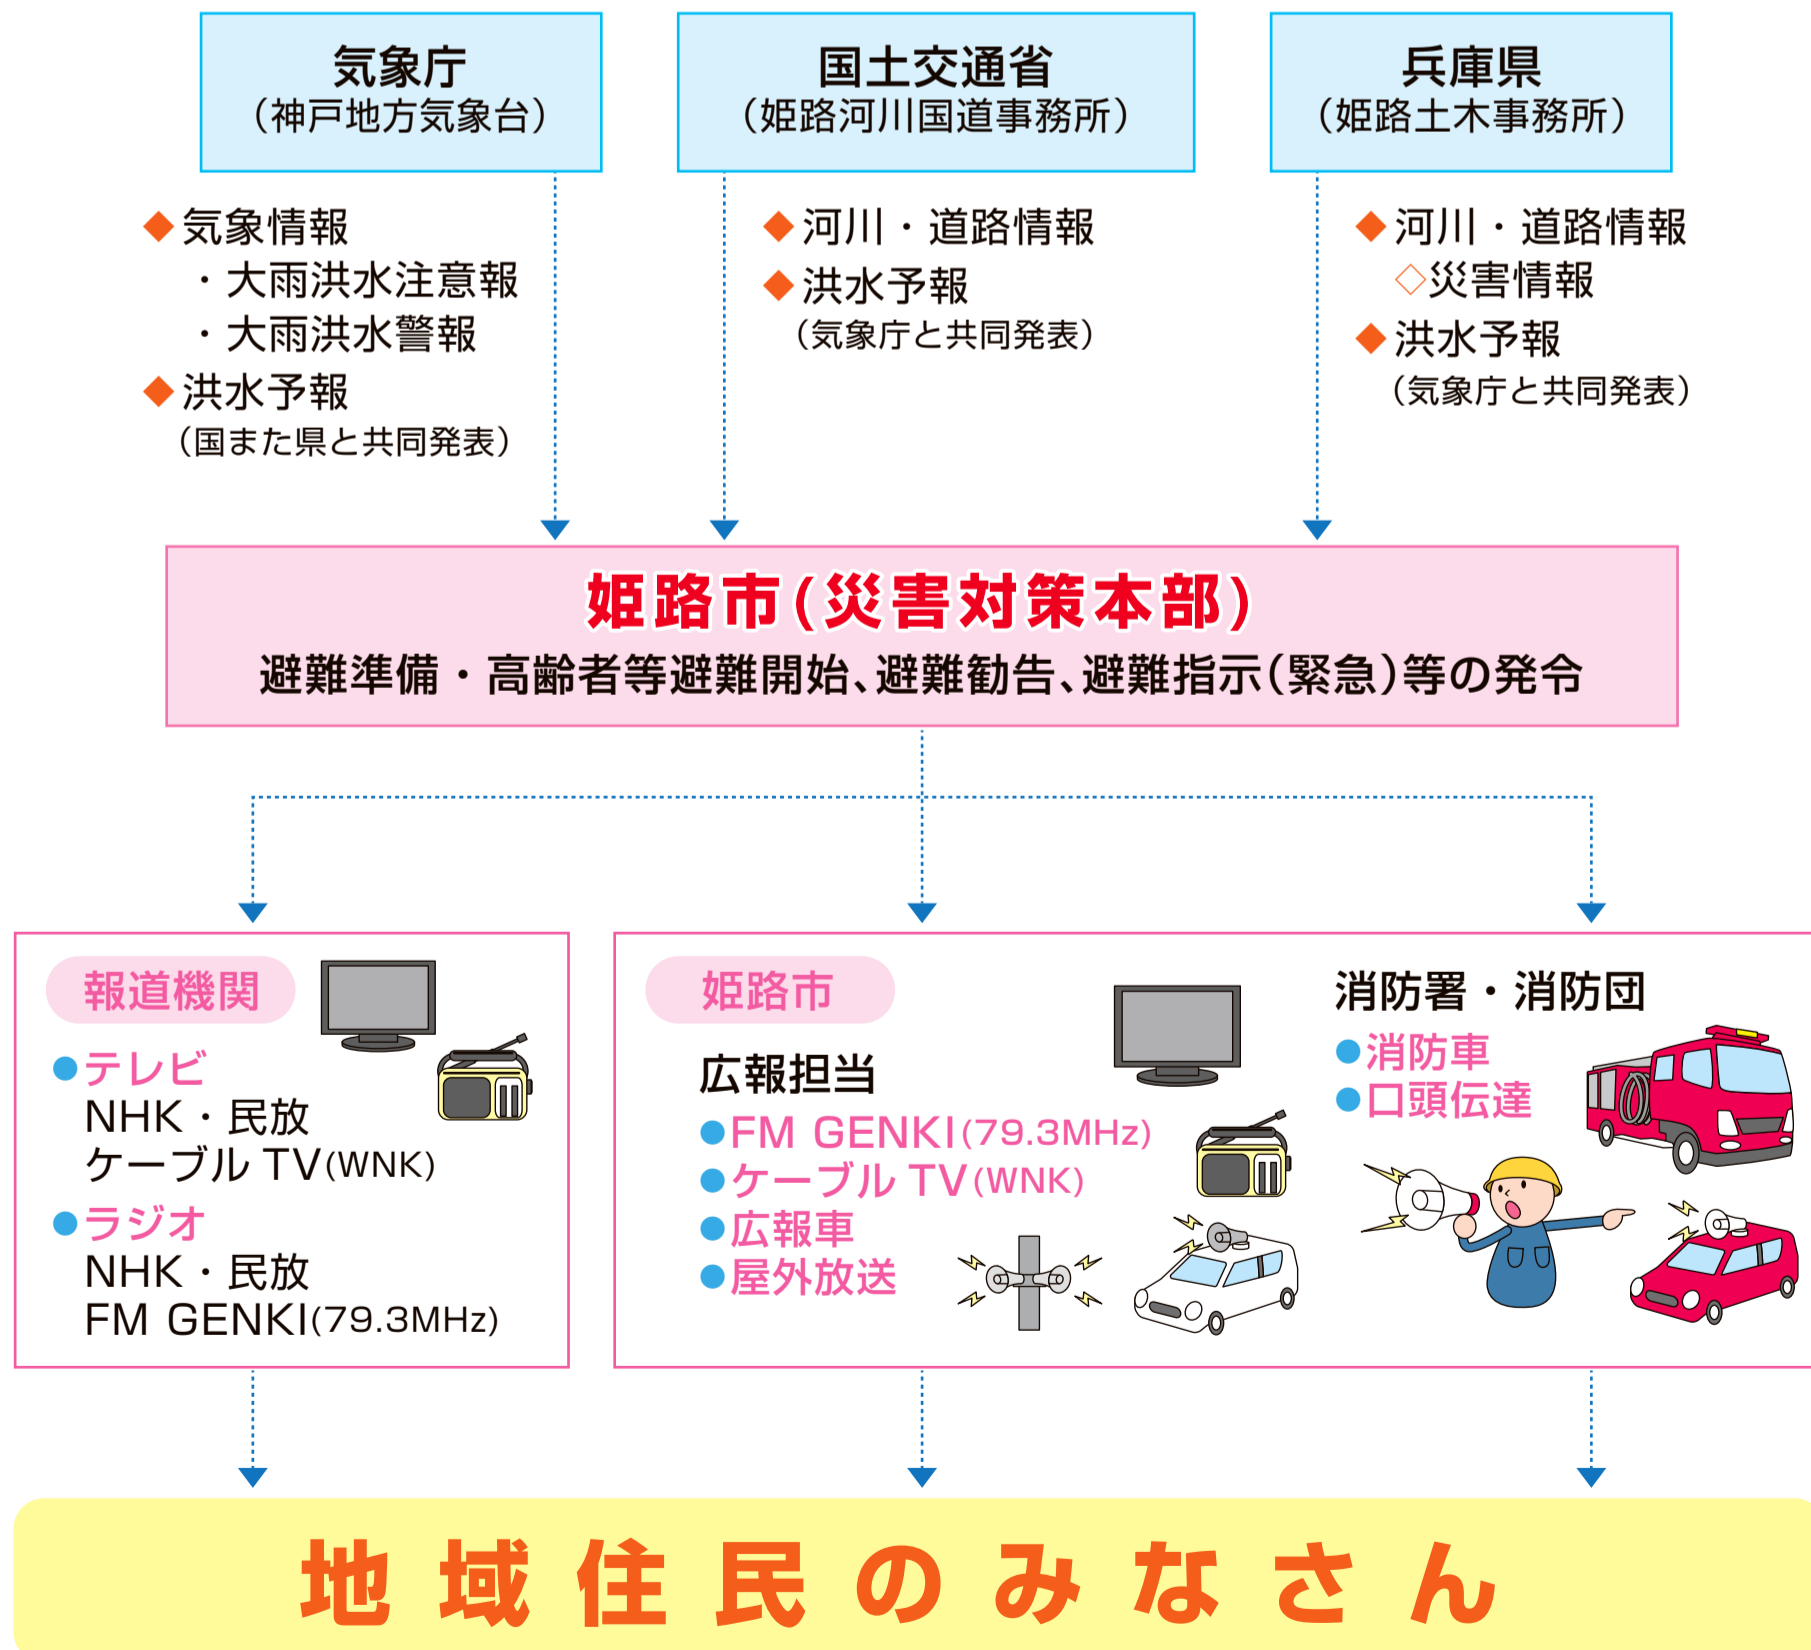 気象庁
（神戸地方気象台）
国土交通省
（姫路河川国道事務所）
兵庫県
（姫路土木事務所）
◆気象情報
・大雨洪水注意報
・大雨洪水警報
◆洪水予報
（国また県と共同発表）
◆河川・道路情報
◆洪水予報
（気象庁と共同発表）
◆河川・道路情報
◇災害情報
◆洪水予報
（気象庁と共同発表）
姫路市(災害対策本部)
避難準備・高齢者等避難開始、避難勧告、避難指示（緊急）等の発令
報道機関
●テレビ
NHK・民放
ケーブルTV(WNK)
●ラジオ
NHK・民放
FM GENKI(79.3MHz)
姫路市
広報担当
●FM GENKI(79.3MHz)
●ケーブルTV(WNK)
●広報車
●屋外放送
消防署・消防団
●消防車
●口頭伝達
地域住民のみなさん